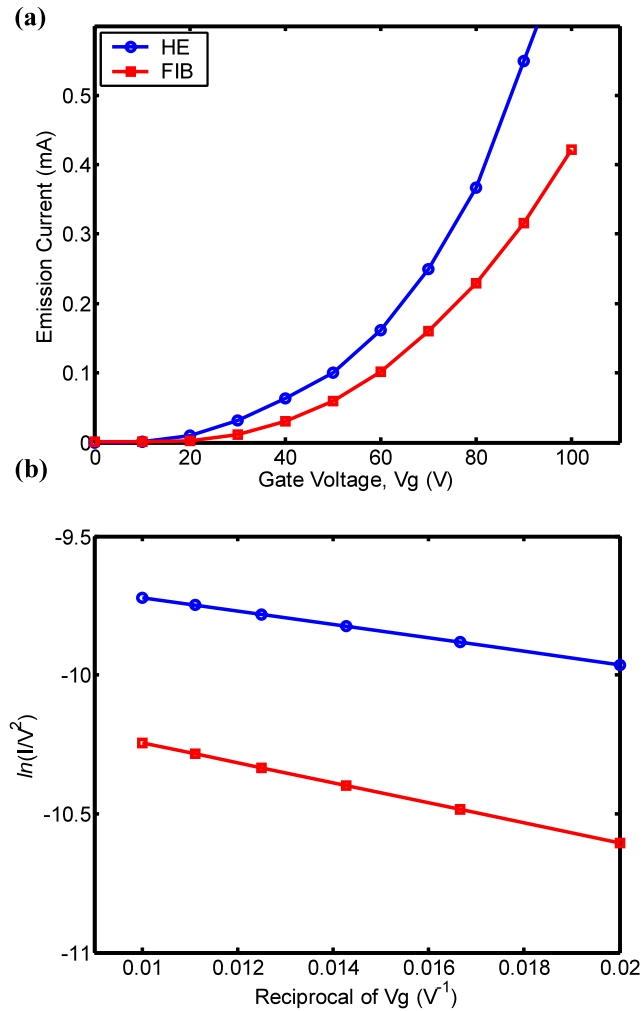 (a)
HE
FIB
Emission Current (mA)
0.5
0.4
0.3
0.2
0.1
0
0 20 40 60 80 100
Gate Voltage, Vg (V)
(b)
ln(I/V²)
-9.5
-10
-10.5
-11
0.01 0.012 0.014 0.016 0.018 0.02
Reciprocal of Vg (V⁻¹)